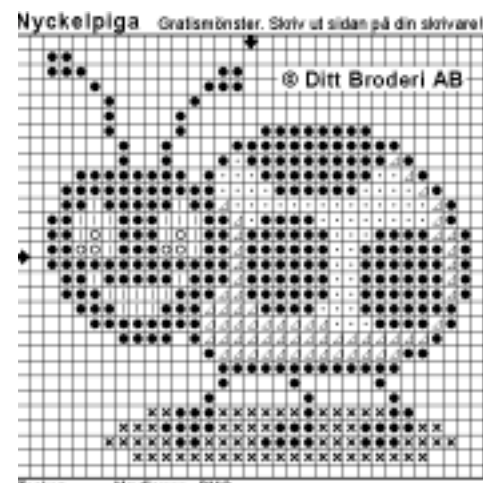 Nyckelpiga Gratismönster. Skriv ut sidan på din skrivare!
© Ditt Broderi AB